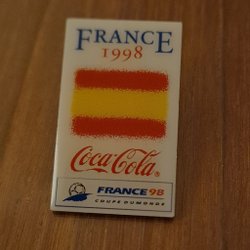 FRANCE
1998
Coca-Cola®
FRANCE 98
COUPE DU MONDE